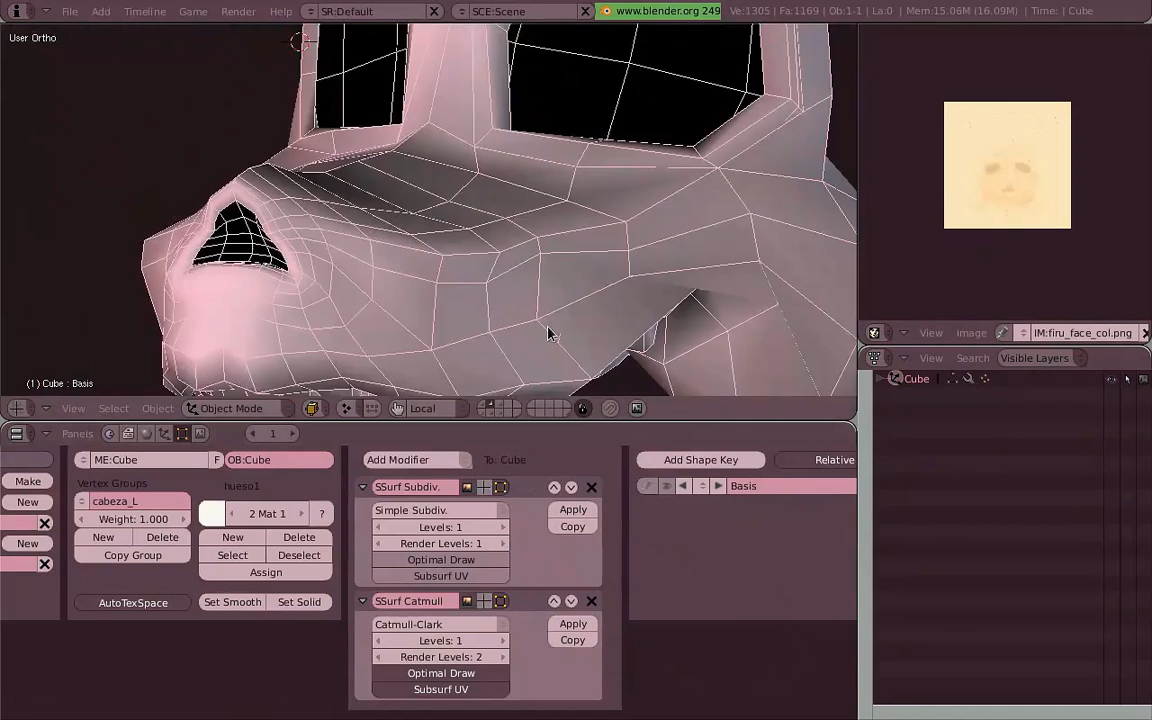 File Add Timeline Game Render Help SR:Default SCE:Scene www.blender.org 249 Ve:1305 | Fa:1169 | Ob:1-1 | La:0 | Mem:15.06M (16.09M) | Time: | Cube
User Ortho
(1) Cube : Basis
View Select Object Object Mode Local
View Image IM:firu_face_col.png
View Search Visible Layers
Cube
Panels 1
ME:Cube F OB:Cube
Add Modifier To: Cube
Add Shape Key Relative
Make
Vertex Groups hueso1
SSurf Subdiv.
Basis
New
cabeza_L
2 Mat 1 ?
Weight: 1.000
Simple Subdiv. Apply
Levels: 1 Copy
New
New Delete New Delete
Render Levels: 1
Copy Group Select Deselect
Optimal Draw
Assign
Subsurf UV
AutoTexSpace Set Smooth Set Solid
SSurf Catmull
Catmull-Clark Apply
Levels: 1 Copy
Render Levels: 2
Optimal Draw
Subsurf UV